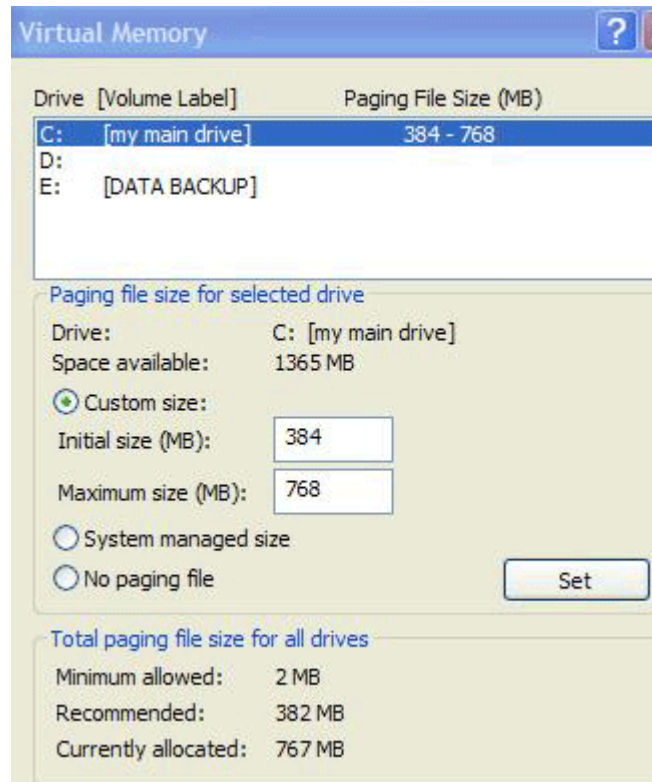 Virtual Memory ?
Drive [Volume Label] Paging File Size (MB)
C: [my main drive] 384 - 768
D:
E: [DATA BACKUP]
Paging file size for selected drive
Drive: C: [my main drive]
Space available: 1365 MB
Custom size:
Initial size (MB): 384
Maximum size (MB): 768
System managed size
No paging file Set
Total paging file size for all drives
Minimum allowed: 2 MB
Recommended: 382 MB
Currently allocated: 767 MB